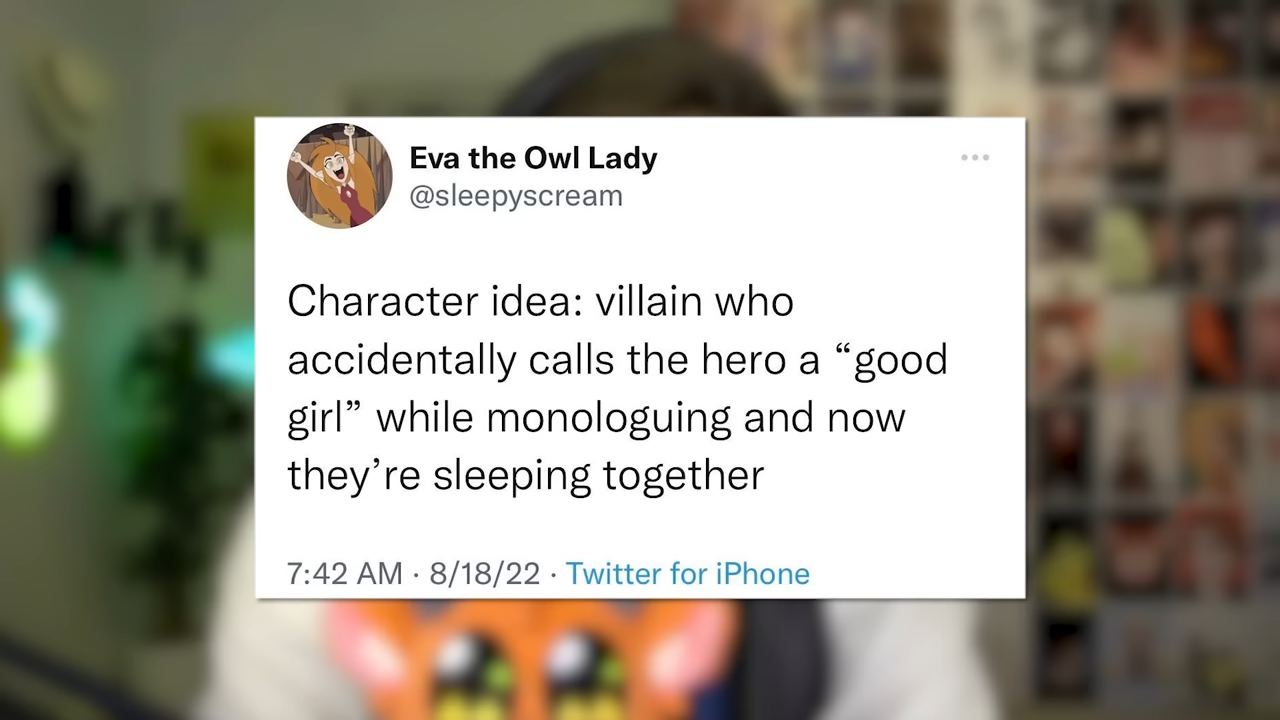 Eva the Owl Lady
@sleepyscream
Character idea: villain who
accidentally calls the hero a “good
girl” while monologuing and now
they’re sleeping together
7:42 AM · 8/18/22 · Twitter for iPhone